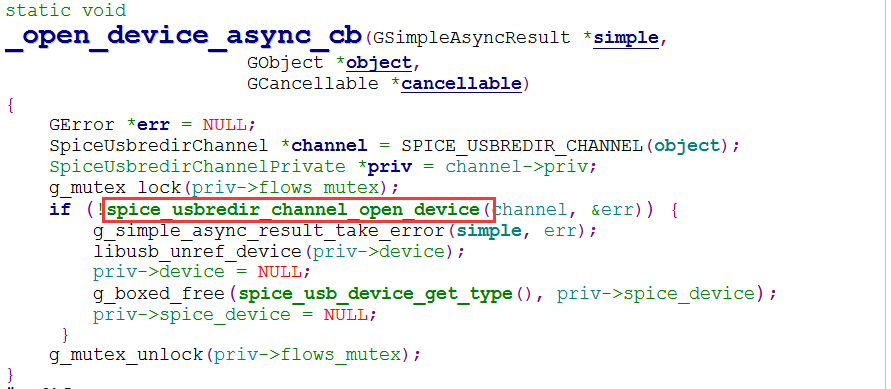 static void
_open_device_async_cb(GSimpleAsyncResult *simple,
GObject *object,
GCancellable *cancellable)
{
GError *err = NULL;
SpiceUsbredirChannel *channel = SPICE_USBREDIR_CHANNEL(object);
SpiceUsbredirChannelPrivate *priv = channel->priv;
g_mutex_lock(priv->flows_mutex);
if (!spice_usbredir_channel_open_device(channel, &err)) {
g_simple_async_result_take_error(simple, err);
libusb_unref_device(priv->device);
priv->device = NULL;
g_boxed_free(spice_usb_device_get_type(), priv->spice_device);
priv->spice_device = NULL;
}
g_mutex_unlock(priv->flows_mutex);
}